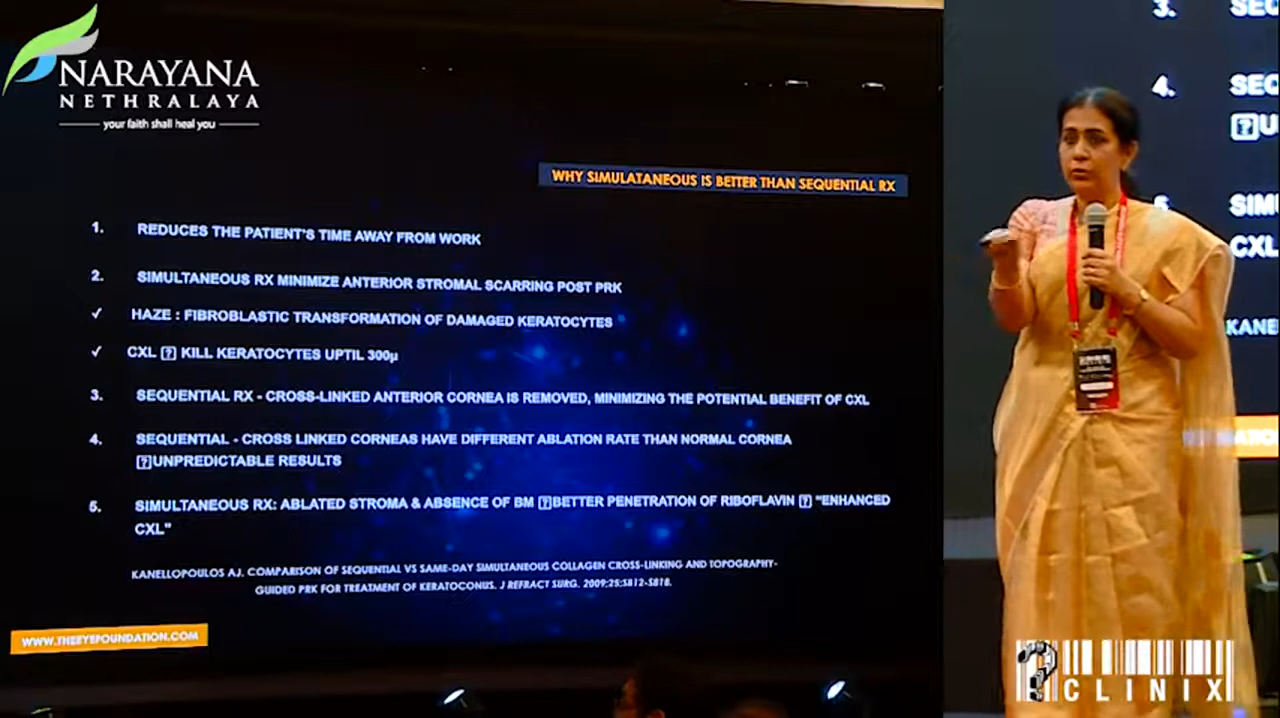 NARAYANA
NETHRALAYA
your faith shall heal you
WHY SIMULATANEOUS IS BETTER THAN SEQUENTIAL RX
1. REDUCES THE PATIENT'S TIME AWAY FROM WORK
2. SIMULTANEOUS RX MINIMIZE ANTERIOR STROMAL SCARRING POST PRK
✓ HAZE : FIBROBLASTIC TRANSFORMATION OF DAMAGED KERATOCYTES
✓ CXL � KILL KERATOCYTES UPTIL 300µ
3. SEQUENTIAL RX - CROSS-LINKED ANTERIOR CORNEA IS REMOVED, MINIMIZING THE POTENTIAL BENEFIT OF CXL
4. SEQUENTIAL - CROSS LINKED CORNEAS HAVE DIFFERENT ABLATION RATE THAN NORMAL CORNEA
�UNPREDICTABLE RESULTS
5. SIMULTANEOUS RX: ABLATED STROMA & ABSENCE OF BM �BETTER PENETRATION OF RIBOFLAVIN � "ENHANCED
CXL"
KANELLOPOULOS AJ. COMPARISON OF SEQUENTIAL VS SAME-DAY SIMULTANEOUS COLLAGEN CROSS-LINKING AND TOPOGRAPHY-
GUIDED PRK FOR TREATMENT OF KERATOCONUS. J REFRACT SURG. 2009;25:S812-S818.
WWW.THEEYEFOUNDATION.COM
3. SEQ
4. SEQ
�U
SIM
CXL
KANE
? CLINIX